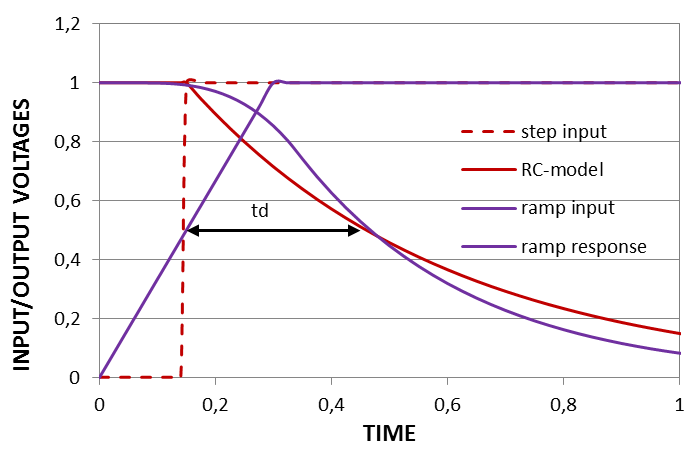 1,2
1
0,8
0,6
0,4
0,2
0
INPUT/OUTPUT VOLTAGES
td
step input
RC-model
ramp input
ramp response
0 0,2 0,4 0,6 0,8 1
TIME